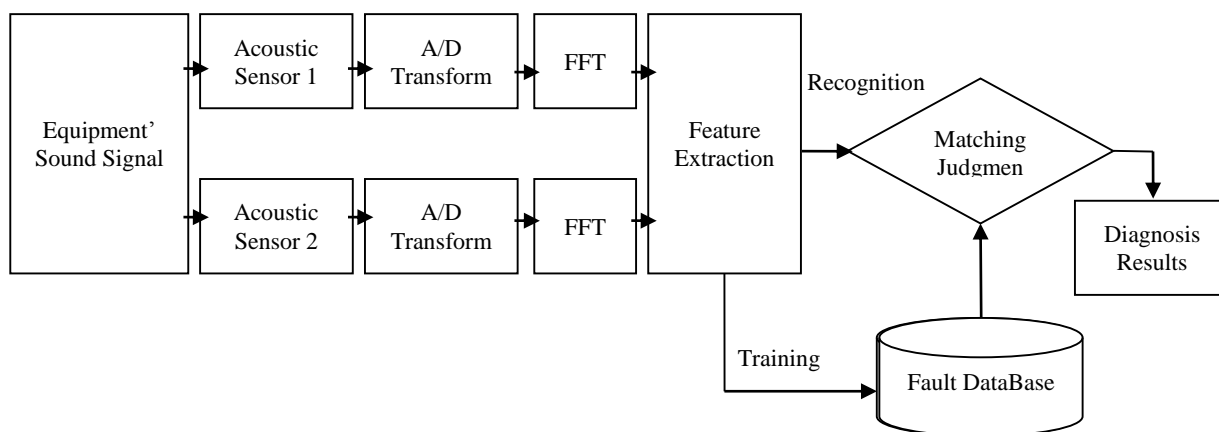 Equipment’
Sound Signal
Acoustic
Sensor 1
A/D
Transform
FFT
Acoustic
Sensor 2
A/D
Transform
FFT
Feature
Extraction
Recognition
Matching
Judgmen
Diagnosis
Results
Training
Fault DataBase